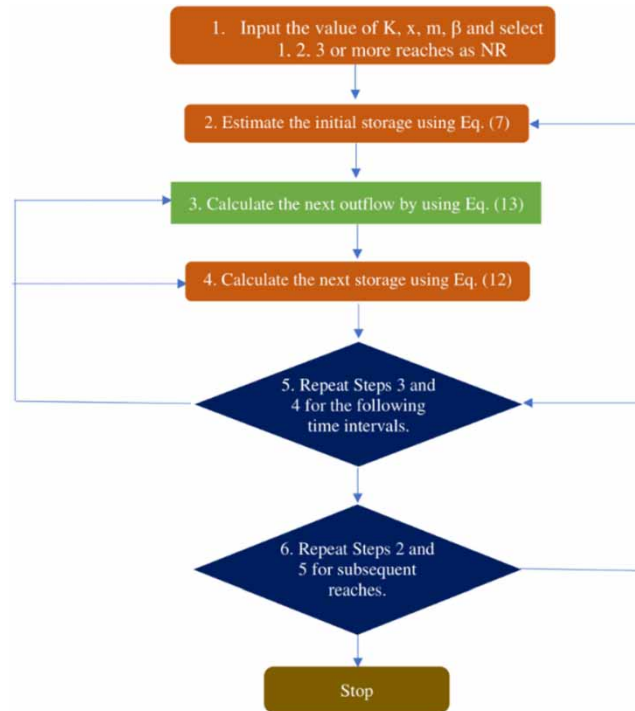 1. Input the value of K, x, m, β and select
1. 2. 3 or more reaches as NR
2. Estimate the initial storage using Eq. (7)
3. Calculate the next outflow by using Eq. (13)
4. Calculate the next storage using Eq. (12)
5. Repeat Steps 3 and
4 for the following
time intervals.
6. Repeat Steps 2 and
5 for subsequent
reaches.
Stop